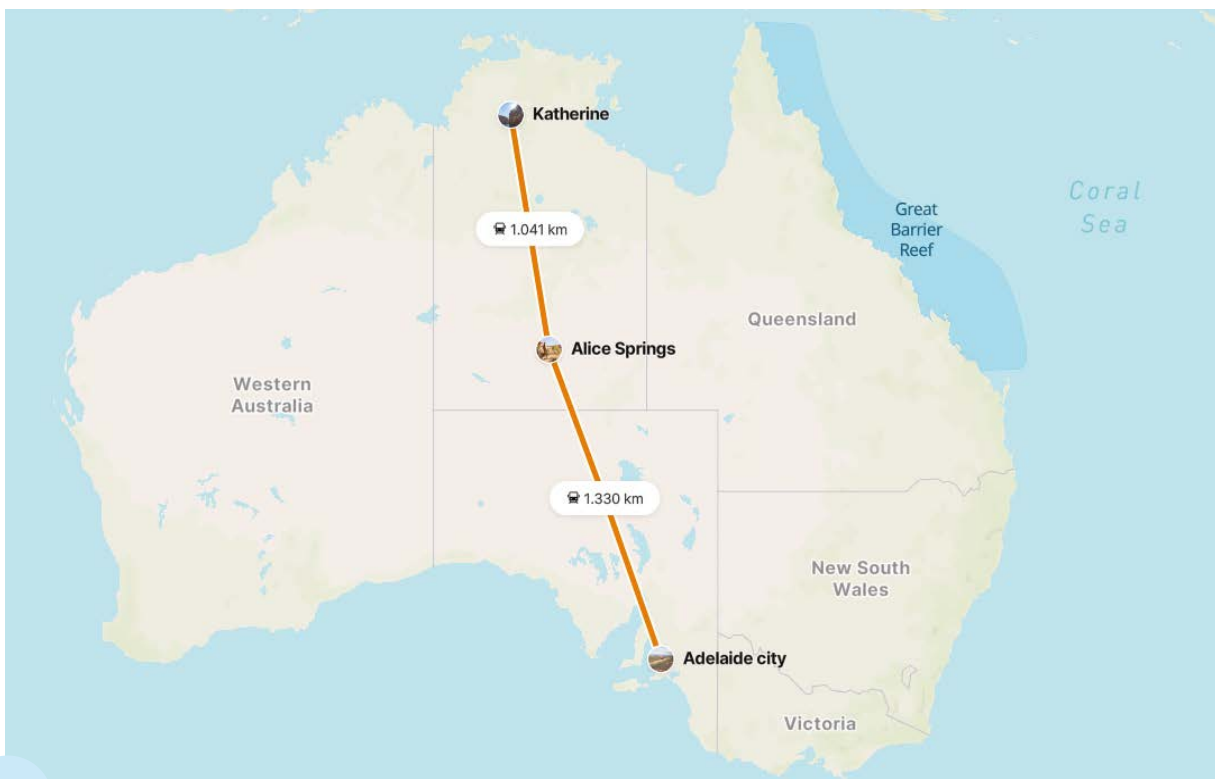 Katherine
1.041 km
Coral
Sea
Great
Barrier
Reef
Queensland
Alice Springs
Western
Australia
1.330 km
New South
Wales
Adelaide city
Victoria